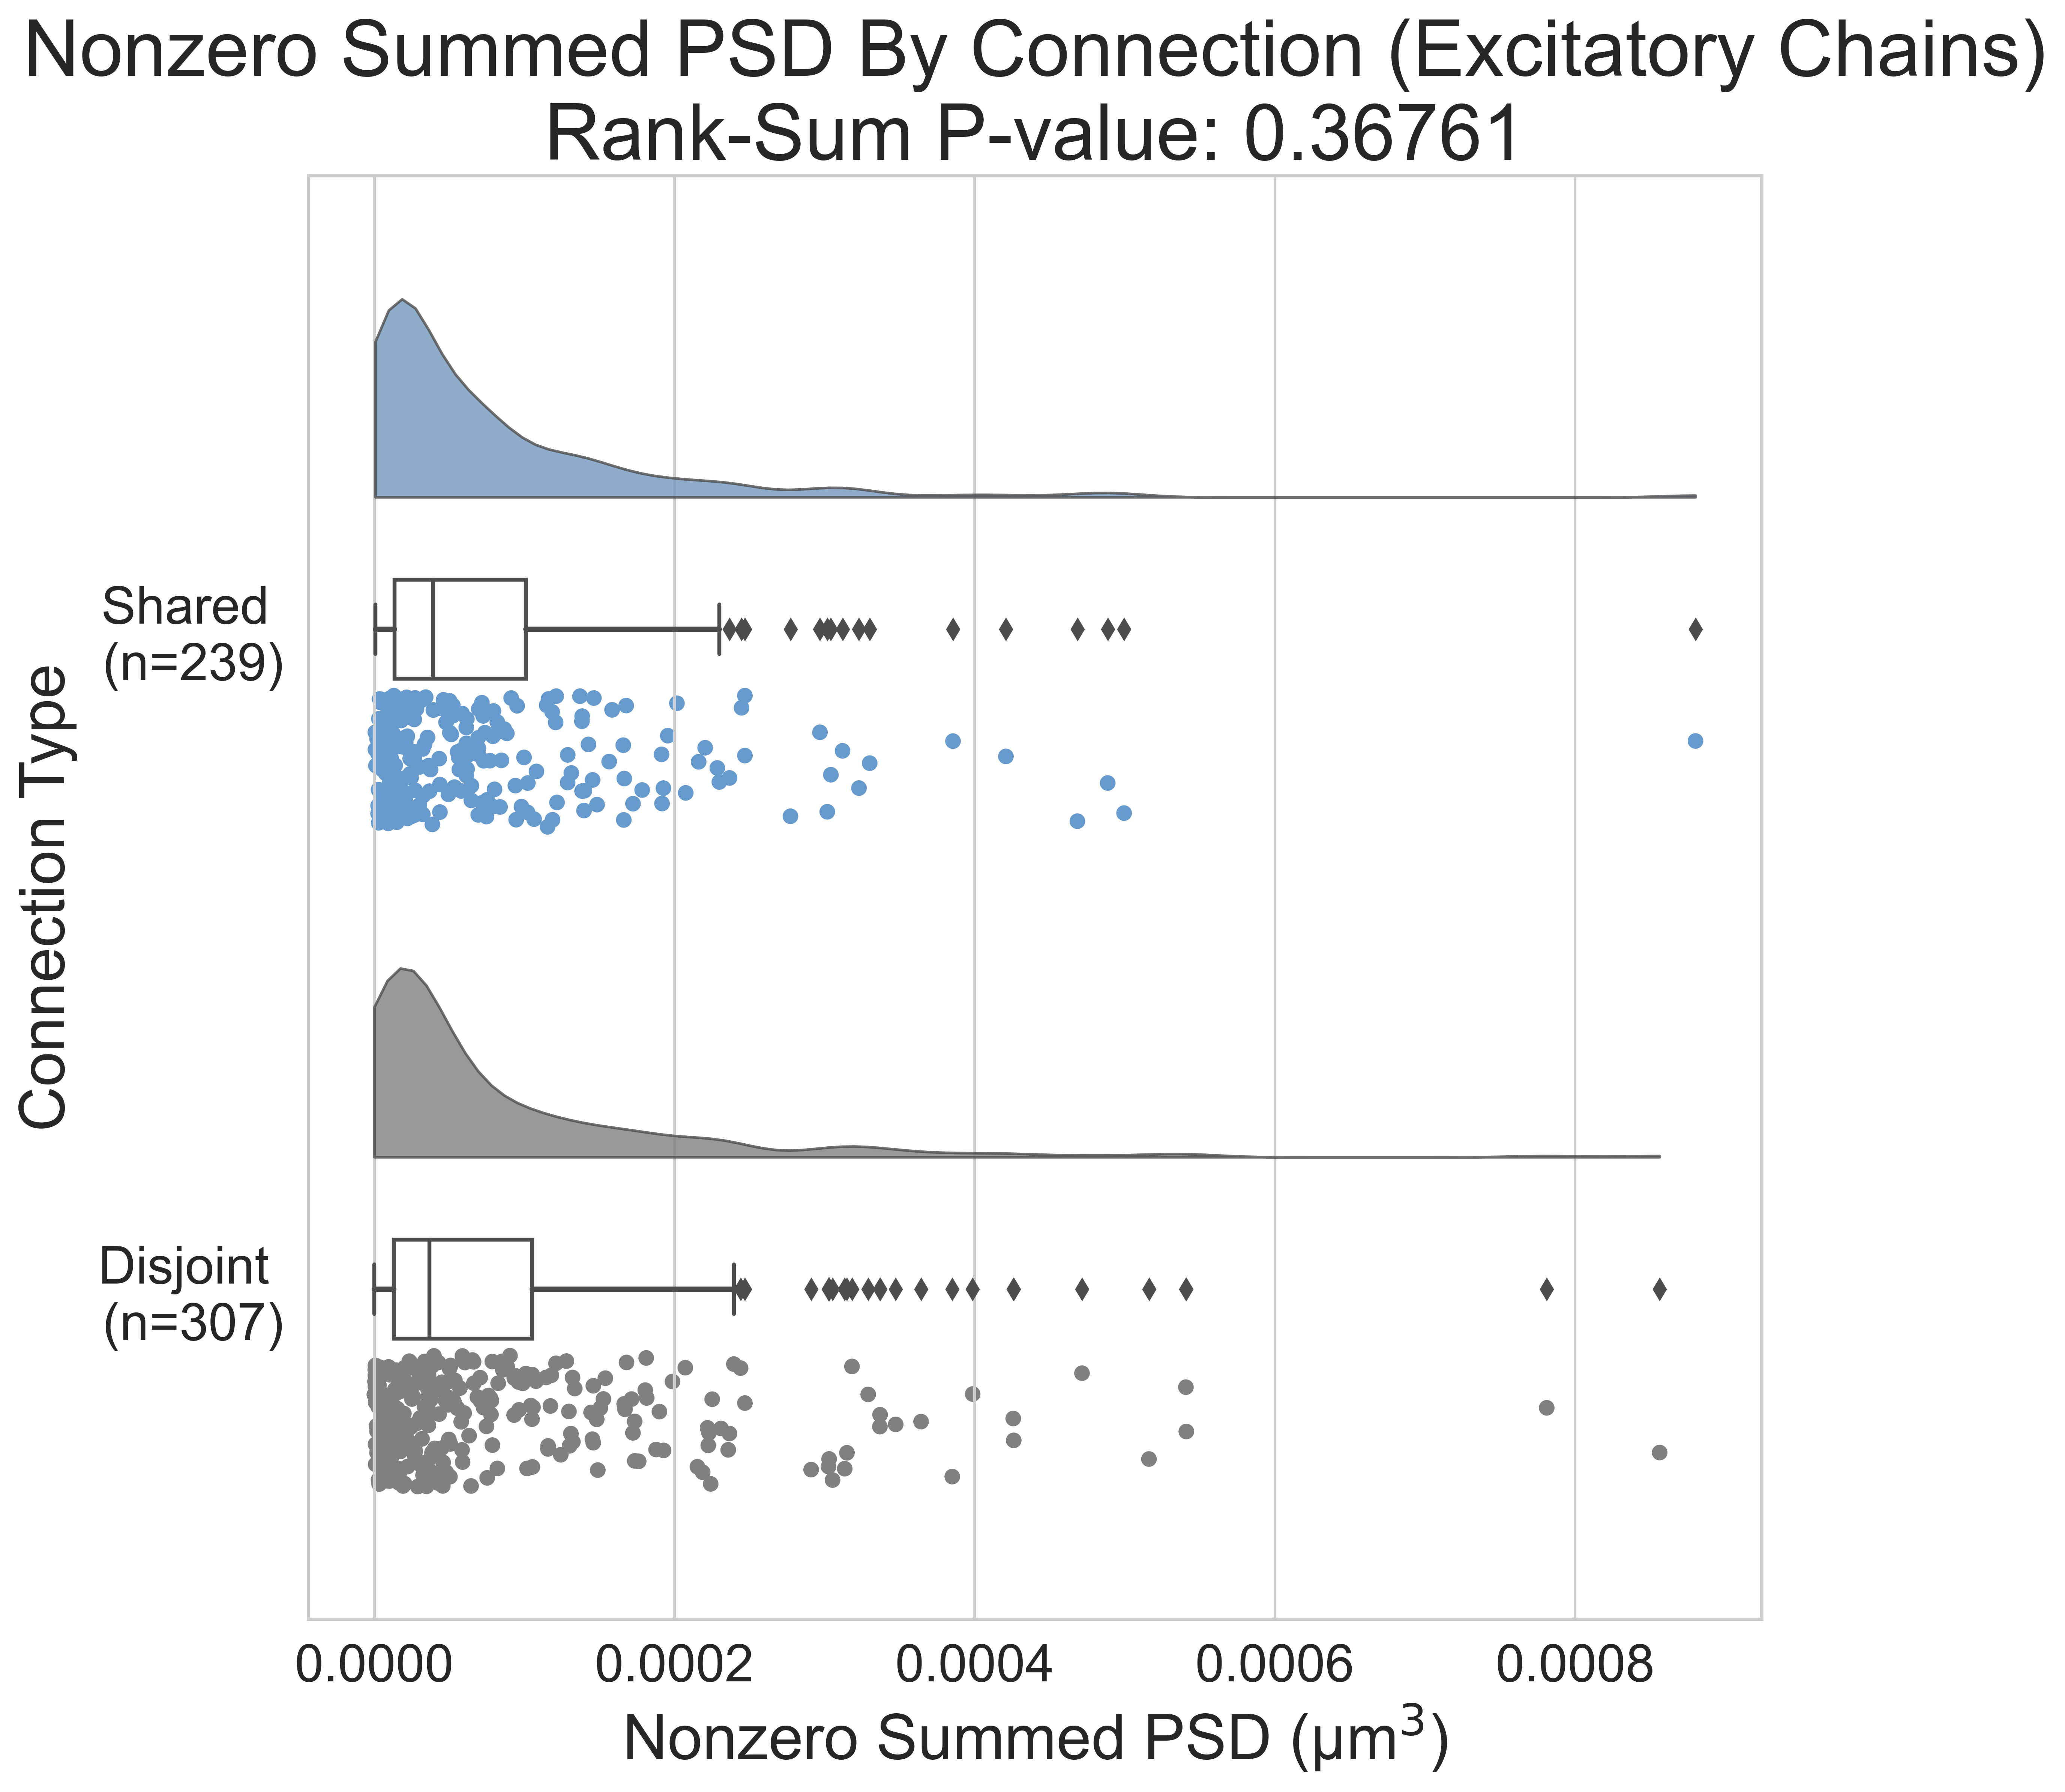 Nonzero Summed PSD By Connection (Excitatory Chains)
Rank-Sum P-value: 0.36761
Connection Type
Shared
(n=239)
Disjoint
(n=307)
0.0000 0.0002 0.0004 0.0006 0.0008
Nonzero Summed PSD (μm³)